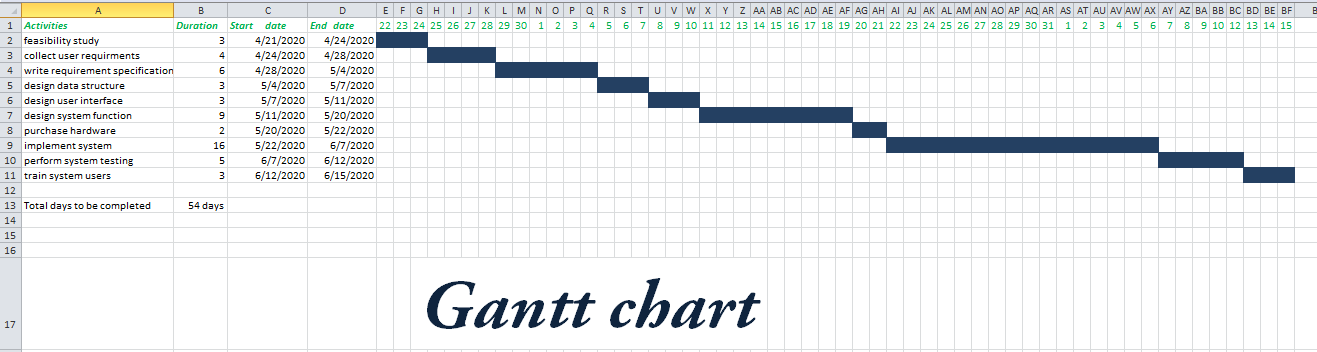 A B C D E F G H I J K L M N O P Q R S T U V W X Y Z AA AB AC AD AE AF AG AH AI AJ AK AL AM AN AO AP AQ AR AS AT AU AV AW AX AY AZ BA BB BC BD BE BF
1 Activities Duration Start date End date 22 23 24 25 26 27 28 29 30 1 2 3 4 5 6 7 8 9 10 11 12 13 14 15 16 17 18 19 20 21 22 23 24 25 26 27 28 29 30 31 1 2 3 4 5 6 7 8 9 10 12 13 14 15
2 feasibility study 3 4/21/2020 4/24/2020
3 collect user requirments 4 4/24/2020 4/28/2020
4 write requirement specification 6 4/28/2020 5/4/2020
5 design data structure 3 5/4/2020 5/7/2020
6 design user interface 3 5/7/2020 5/11/2020
7 design system function 9 5/11/2020 5/20/2020
8 purchase hardware 2 5/20/2020 5/22/2020
9 implement system 16 5/22/2020 6/7/2020
10 perform system testing 5 6/7/2020 6/12/2020
11 train system users 3 6/12/2020 6/15/2020
12
13 Total days to be completed 54 days
14
15
16
17 Gantt chart